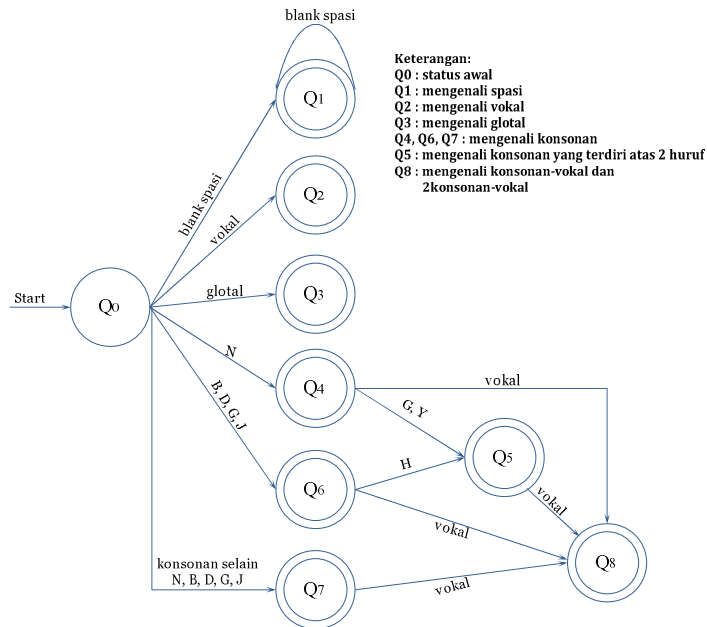 blank spasi
Keterangan:
Q0 : status awal
Q1 : mengenali spasi
Q2 : mengenali vokal
Q3 : mengenali glotal
Q4, Q6, Q7 : mengenali konsonan
Q5 : mengenali konsonan yang terdiri atas 2 huruf
Q8 : mengenali konsonan-vokal dan
2konsonan-vokal
Q1
blank spasi
Q2
vokal
Start
Q0
glotal
Q3
N
Q4
vokal
B, D, G, J
G, Y
Q5
H
Q6
vokal
vokal
konsonan selain
N, B, D, G, J
Q7
vokal
Q8